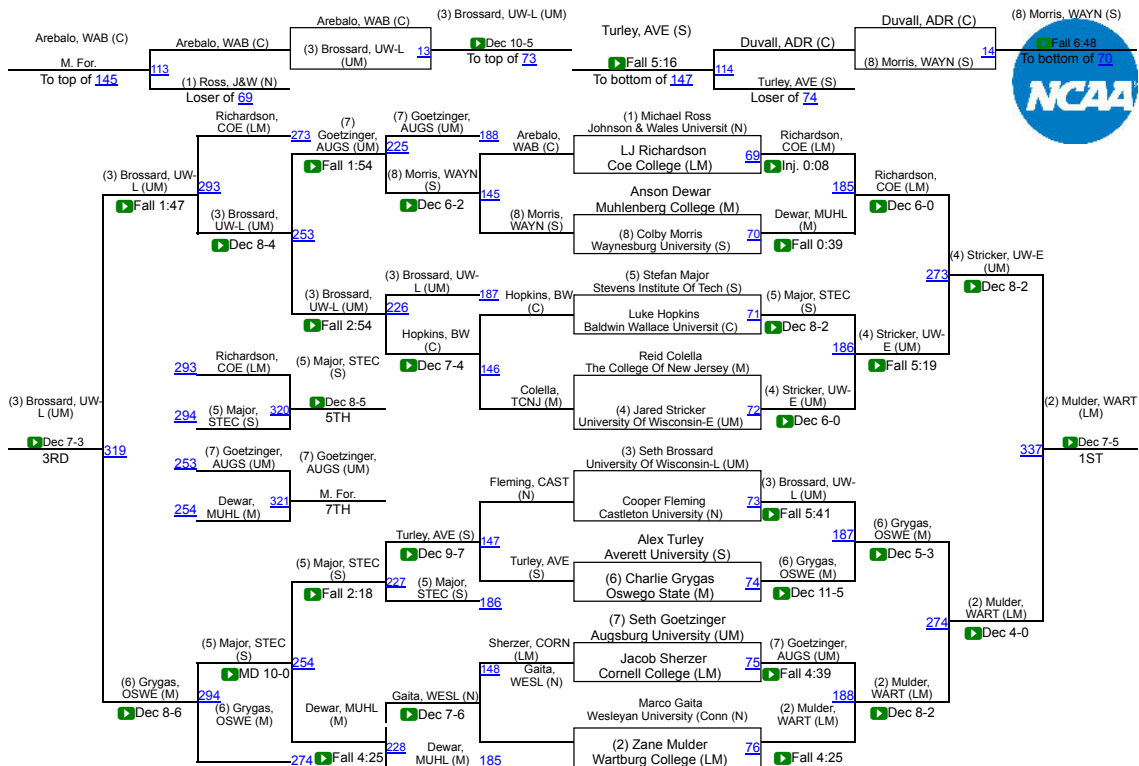 Arebalo, WAB (C)
M. For.
To top of 145
Arebalo, WAB (C)
113
(1) Ross, J&W (N)
Loser of 69
Arebalo, WAB (C)
(3) Brossard, UW-L
(UM)
13
(3) Brossard, UW-L (UM)
Dec 10-5
To top of 73
Turley, AVE (S)
Fall 5:16
To bottom of 147
Duvall, ADR (C)
114
Turley, AVE (S)
Loser of 74
Duvall, ADR (C)
(8) Morris, WAYN (S)
14
(8) Morris, WAYN (S)
Fall 6:48
To bottom of 70
NCAA
Richardson,
COE (LM)
273
(7)
Goetzinger,
AUGS (UM)
Fall 1:54
(7) Goetzinger,
AUGS (UM)
188
225
(8) Morris, WAYN
(S)
Dec 6-2
Arebalo,
WAB (C)
145
(8) Morris,
WAYN (S)
(1) Michael Ross
Johnson & Wales Universit (N)
LJ Richardson
Coe College (LM)
69
Richardson,
COE (LM)
Inj. 0:08
Anson Dewar
Muhlenberg College (M)
(8) Colby Morris
Waynesburg University (S)
70
Dewar, MUHL
(M)
Fall 0:39
185
Richardson,
COE (LM)
Dec 6-0
(3) Brossard, UW-
L (UM)
Fall 1:47
293
(3) Brossard,
UW-L (UM)
Dec 8-4
253
(3) Brossard,
UW-L (UM)
Fall 2:54
(3) Brossard, UW-
L (UM)
187
226
Hopkins, BW
(C)
Dec 7-4
Hopkins, BW
(C)
146
Colella,
TCNJ (M)
(5) Stefan Major
Stevens Institute Of Tech (S)
Luke Hopkins
Baldwin Wallace Universit (C)
71
(5) Major, STEC
(S)
Dec 8-2
Reid Colella
The College Of New Jersey (M)
(4) Jared Stricker
University Of Wisconsin-E (UM)
72
(4) Stricker, UW-
E (UM)
Dec 6-0
186
(4) Stricker, UW-
E (UM)
Fall 5:19
273
(4) Stricker, UW-E
(UM)
Dec 8-2
293
Richardson,
COE (LM)
294
(5) Major,
STEC (S)
320
(5) Major, STEC
(S)
Dec 8-5
5TH
(3) Brossard, UW-
L (UM)
Dec 7-3
3RD
319
253
(7) Goetzinger,
AUGS (UM)
254
Dewar,
MUHL (M)
321
(7) Goetzinger,
AUGS (UM)
M. For.
7TH
337
(2) Mulder, WART
(LM)
Dec 7-5
1ST
Fleming, CAST
(N)
147
Turley, AVE
(S)
Turley, AVE (S)
Dec 9-7
227
(5) Major,
STEC (S)
186
(5) Major, STEC
(S)
Fall 2:18
(3) Seth Brossard
University Of Wisconsin-L (UM)
Cooper Fleming
Castleton University (N)
73
(3) Brossard, UW-
L (UM)
Fall 5:41
Alex Turley
Averett University (S)
(6) Charlie Grygas
Oswego State (M)
74
(6) Grygas,
OSWE (M)
Dec 11-5
187
(6) Grygas,
OSWE (M)
Dec 5-3
274
(2) Mulder,
WART (LM)
Dec 4-0
(5) Major, STEC
(S)
MD 10-0
254
(6) Grygas,
OSWE (M)
Dec 8-6
294
(6) Grygas,
OSWE (M)
274
Dewar, MUHL
(M)
Fall 4:25
Gaita, WESL (N)
Dec 7-6
228
Dewar,
MUHL (M)
185
Sherzer, CORN
(LM)
148
Gaita,
WESL (N)
(7) Seth Goetzinger
Augsburg University (UM)
Jacob Sherzer
Cornell College (LM)
75
(7) Goetzinger,
AUGS (UM)
Fall 4:39
Marco Gaita
Wesleyan University (Conn (N)
(2) Zane Mulder
Wartburg College (LM)
76
(2) Mulder,
WART (LM)
Fall 4:25
188
(2) Mulder,
WART (LM)
Dec 8-2